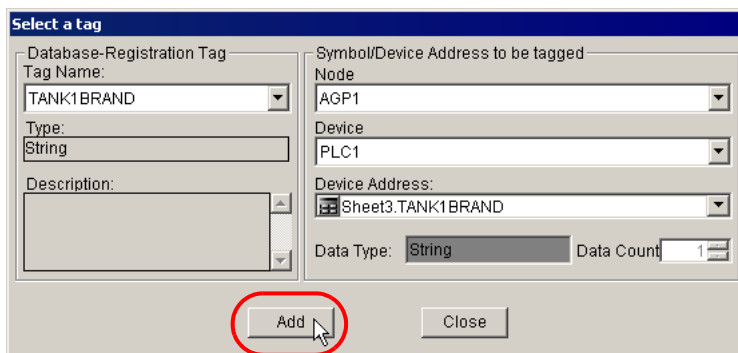 Select a tag
Database-Registration Tag
Tag Name:
TANK1BRAND
Type:
String
Description:
Symbol/Device Address to be tagged
Node
AGP1
Device
PLC1
Device Address:
Sheet3.TANK1BRAND
Data Type: String Data Count 1
Add Close